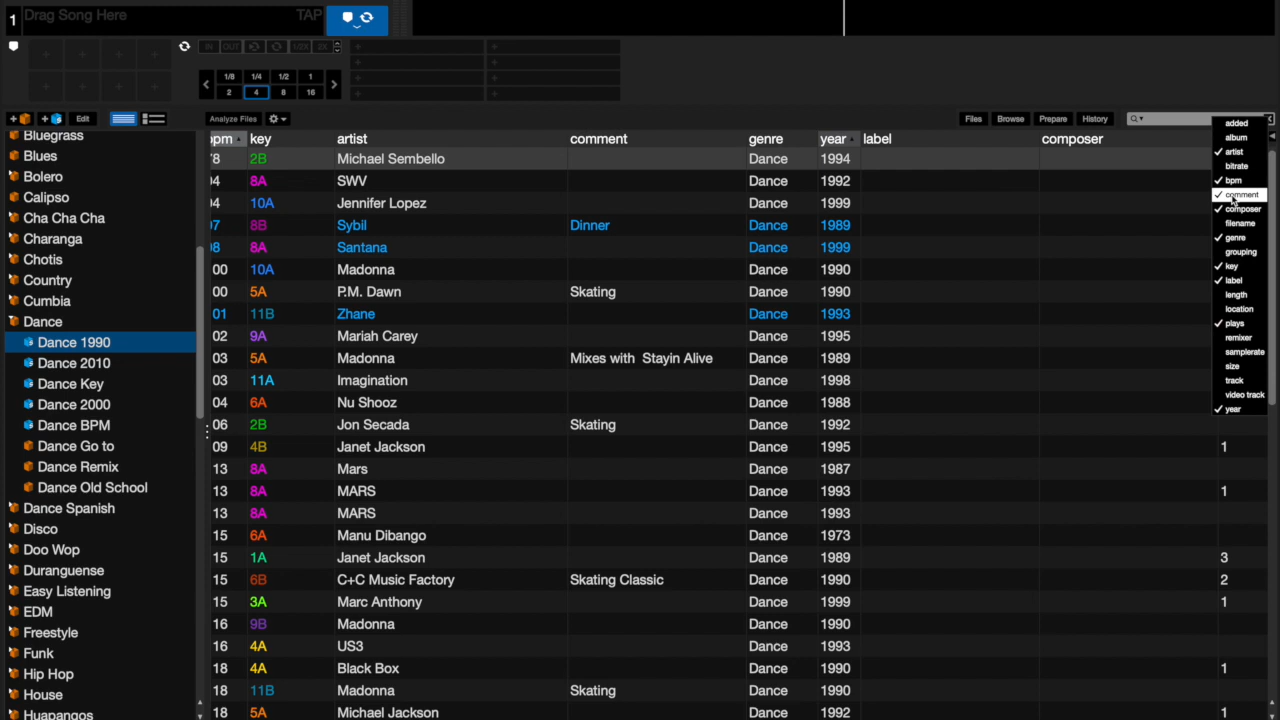 1 Drag Song Here TAP
IN OUT 1/2X 2X
1/8 1/4 1/2 1
2 4 8 16
Edit Analyze Files Files Browse Prepare History
bpm key artist comment genre year label composer
Bluegrass
Blues
Bolero
Calipso
Cha Cha Cha
Charanga
Chotis
Country
Cumbia
Dance
Dance 1990
Dance 2010
Dance Key
Dance 2000
Dance BPM
Dance Go to
Dance Remix
Dance Old School
Dance Spanish
Disco
Doo Wop
Duranguense
Easy Listening
EDM
Freestyle
Funk
Hip Hop
House
Huapangos
78 2B Michael Sembello Dance 1994
04 8A SWV Dance 1992
04 10A Jennifer Lopez Dance 1999
07 8B Sybil Dinner Dance 1989
08 8A Santana Dance 1999
00 10A Madonna Dance 1990
00 5A P.M. Dawn Skating Dance 1990
01 11B Zhane Dance 1993
02 9A Mariah Carey Dance 1995
03 5A Madonna Mixes with Stayin Alive Dance 1989
03 11A Imagination Dance 1998
04 6A Nu Shooz Dance 1988
06 2B Jon Secada Skating Dance 1992
09 4B Janet Jackson Dance 1995 1
13 8A Mars Dance 1987
13 8A MARS Dance 1993 1
13 8A MARS Dance 1993
15 6A Manu Dibango Dance 1973
15 1A Janet Jackson Dance 1989 3
15 6B C+C Music Factory Skating Classic Dance 1990 2
15 3A Marc Anthony Dance 1999 1
16 9B Madonna Dance 1990
16 4A US3 Dance 1993
18 4A Black Box Dance 1990 1
18 11B Madonna Skating Dance 1990
18 5A Michael Jackson Dance 1992 1
added
album
artist
bitrate
bpm
comment
composer
filename
genre
grouping
key
label
length
location
plays
remixer
samplerate
size
track
video track
year